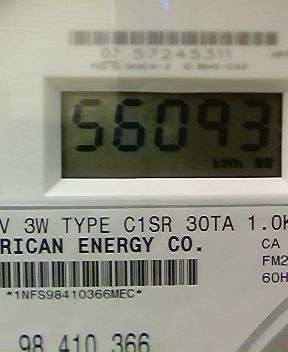 07 57245311
56093
kWh
V 3W TYPE C1SR 30TA 1.0K
RICAN ENERGY CO.
CA
FM2
60H
*1NFS98410366MEC*
98 410 366